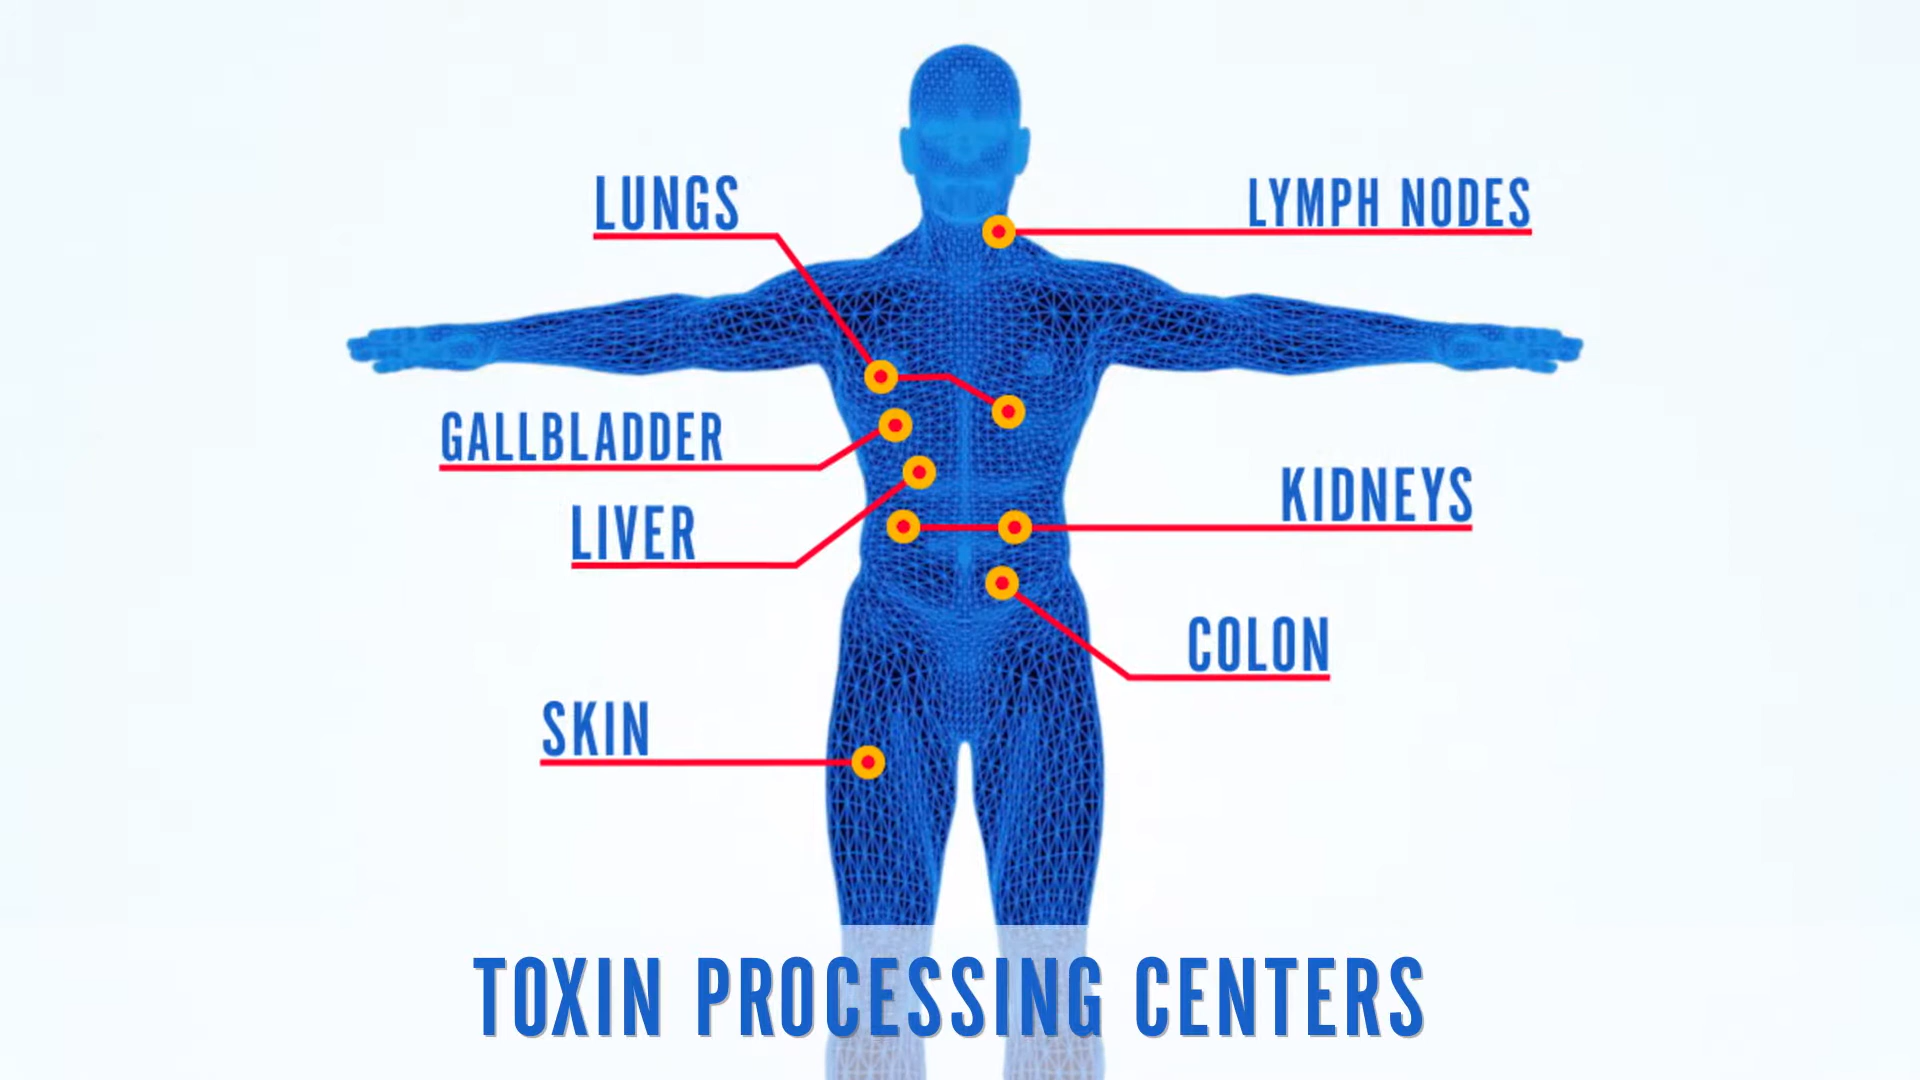 LUNGS
LYMPH NODES
GALLBLADDER
KIDNEYS
LIVER
COLON
SKIN
TOXIN PROCESSING CENTERS